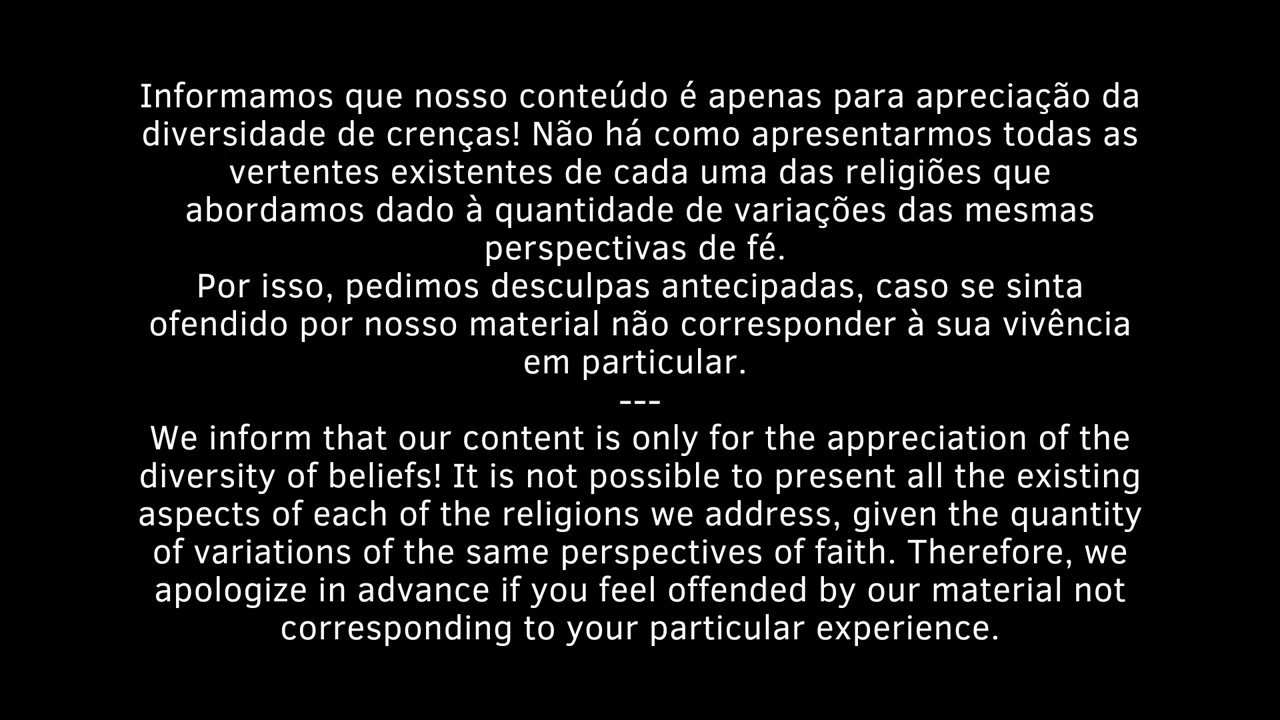 Informamos que nosso conteúdo é apenas para apreciação da
diversidade de crenças! Não há como apresentarmos todas as
vertentes existentes de cada uma das religiões que
abordamos dado à quantidade de variações das mesmas
perspectivas de fé.
Por isso, pedimos desculpas antecipadas, caso se sinta
ofendido por nosso material não corresponder à sua vivência
em particular.
---
We inform that our content is only for the appreciation of the
diversity of beliefs! It is not possible to present all the existing
aspects of each of the religions we address, given the quantity
of variations of the same perspectives of faith. Therefore, we
apologize in advance if you feel offended by our material not
corresponding to your particular experience.